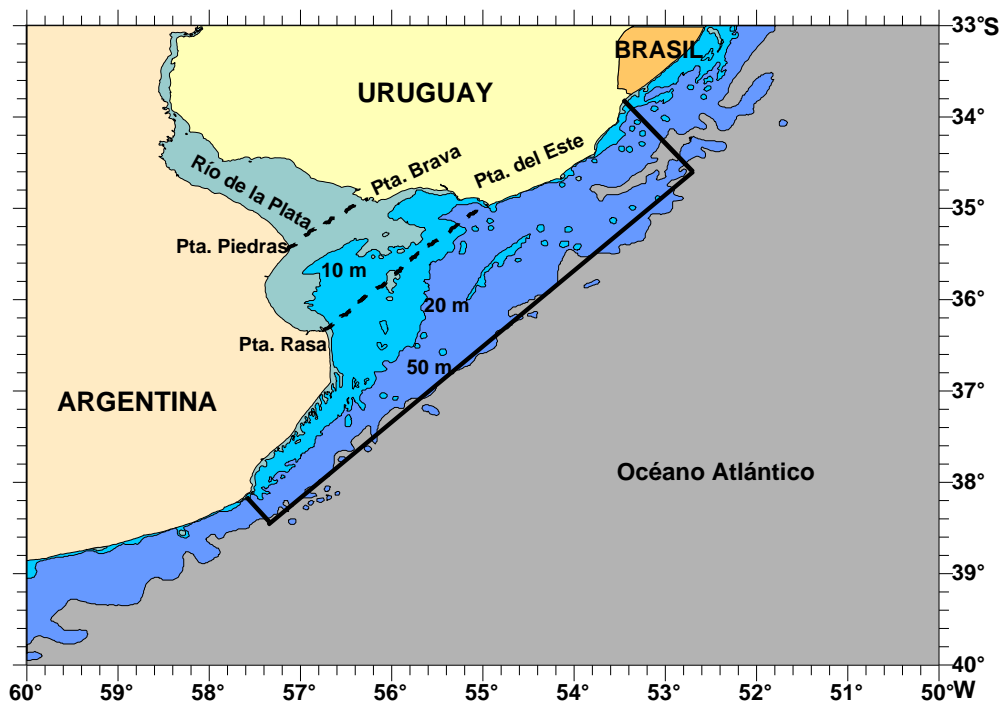 33°S
BRASIL
URUGUAY
34°
Pta. Brava
Pta. del Este
Río de la Plata
35°
Pta. Piedras
10 m
20 m
36°
Pta. Rasa
50 m
37°
ARGENTINA
Océano Atlántico
38°
39°
40°
60° 59° 58° 57° 56° 55° 54° 53° 52° 51° 50°W